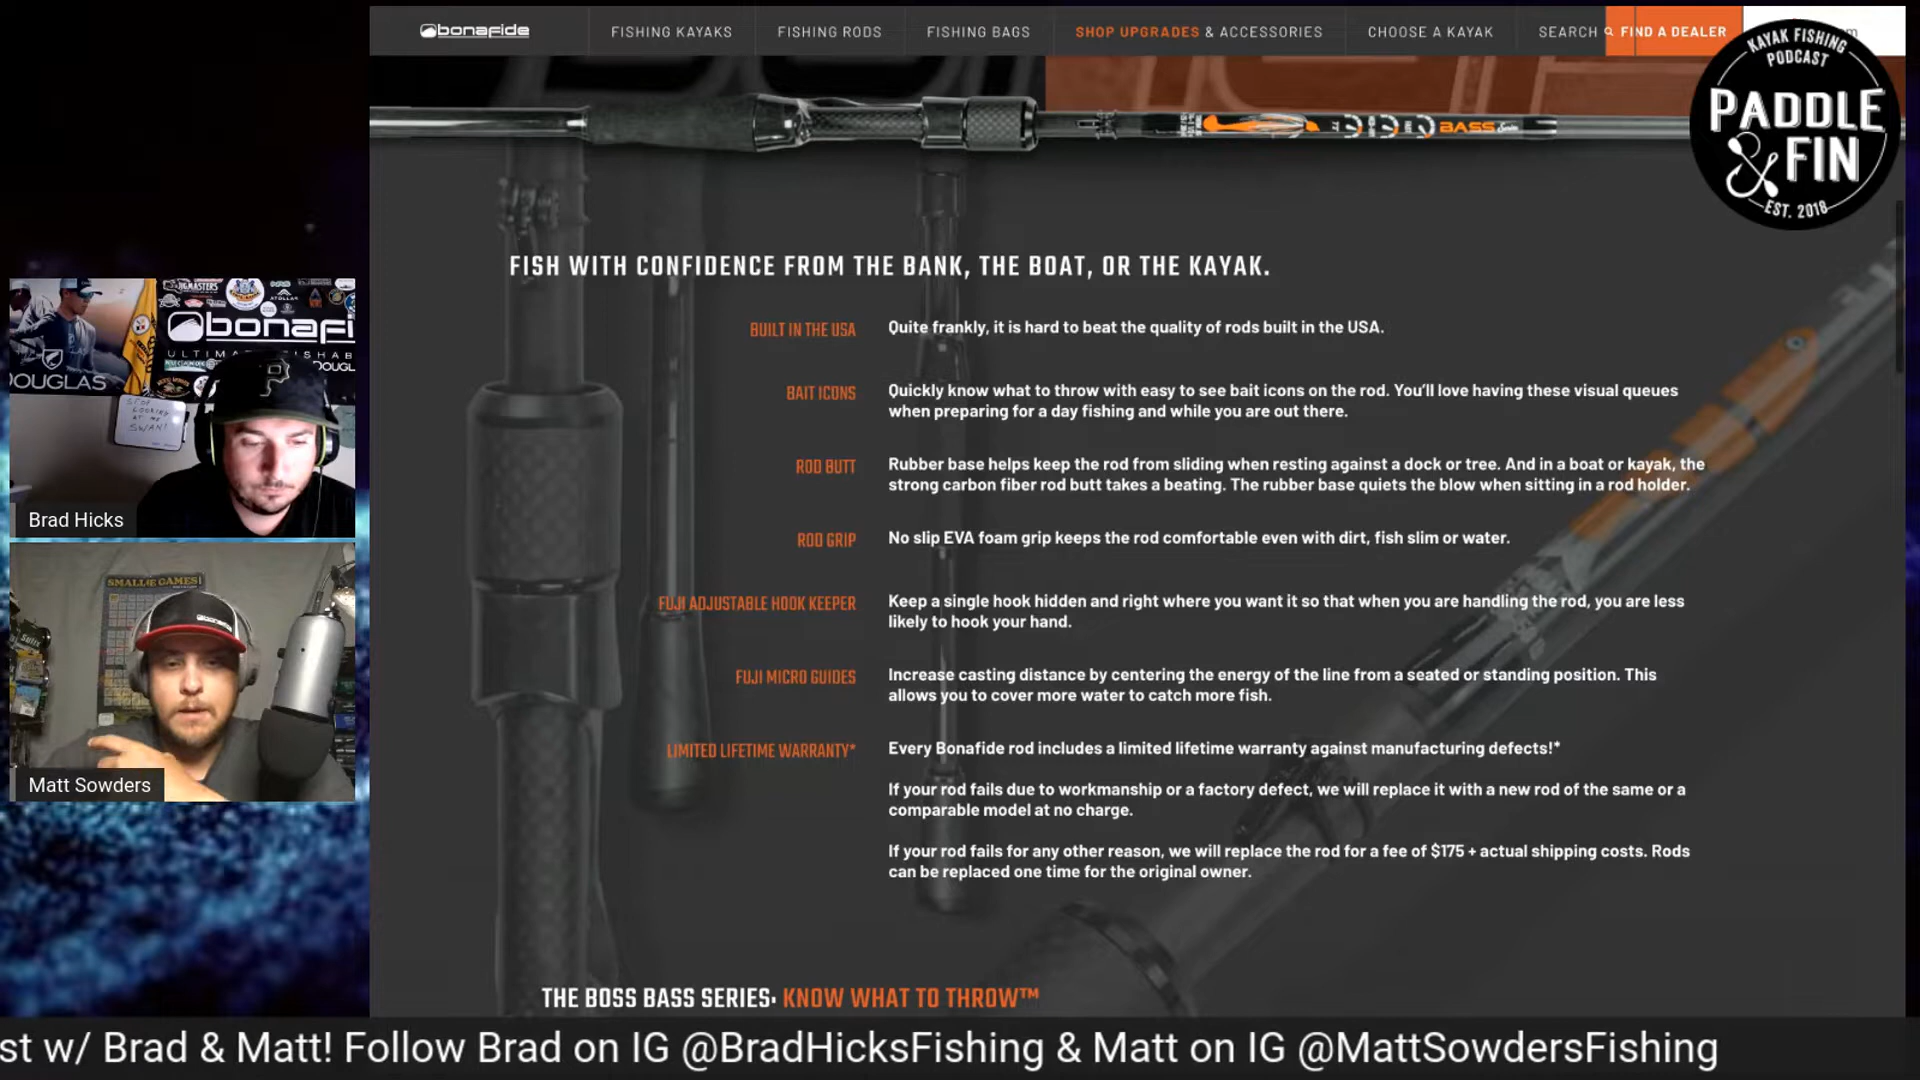 bonafide
FISHING KAYAKS
FISHING RODS
FISHING BAGS
SHOP UPGRADES & ACCESSORIES
CHOOSE A KAYAK
SEARCH
FIND A DEALER
KAYAK FISHING
PODCAST
PADDLE
& FIN
EST. 2018
BASS Series
FISH WITH CONFIDENCE FROM THE BANK, THE BOAT, OR THE KAYAK.
BUILT IN THE USA
Quite frankly, it is hard to beat the quality of rods built in the USA.
BAIT ICONS
Quickly know what to throw with easy to see bait icons on the rod. You'll love having these visual queues
when preparing for a day fishing and while you are out there.
ROD BUTT
Rubber base helps keep the rod from sliding when resting against a dock or tree. And in a boat or kayak, the
strong carbon fiber rod butt takes a beating. The rubber base quiets the blow when sitting in a rod holder.
ROD GRIP
No slip EVA foam grip keeps the rod comfortable even with dirt, fish slim or water.
FUJI ADJUSTABLE HOOK KEEPER
Keep a single hook hidden and right where you want it so that when you are handling the rod, you are less
likely to hook your hand.
FUJI MICRO GUIDES
Increase casting distance by centering the energy of the line from a seated or standing position. This
allows you to cover more water to catch more fish.
LIMITED LIFETIME WARRANTY*
Every Bonafide rod includes a limited lifetime warranty against manufacturing defects!*
If your rod fails due to workmanship or a factory defect, we will replace it with a new rod of the same or a
comparable model at no charge.
If your rod fails for any other reason, we will replace the rod for a fee of $175 + actual shipping costs. Rods
can be replaced one time for the original owner.
THE BOSS BASS SERIES: KNOW WHAT TO THROW™
JIGMASTERS
bonafi
DOUGLAS
STOP
LOOKING
AT ME
SWAN!
P
Brad Hicks
SMALLIE GAMES!
Sufix
Matt Sowders
st w/ Brad & Matt! Follow Brad on IG @BradHicksFishing & Matt on IG @MattSowdersFishing